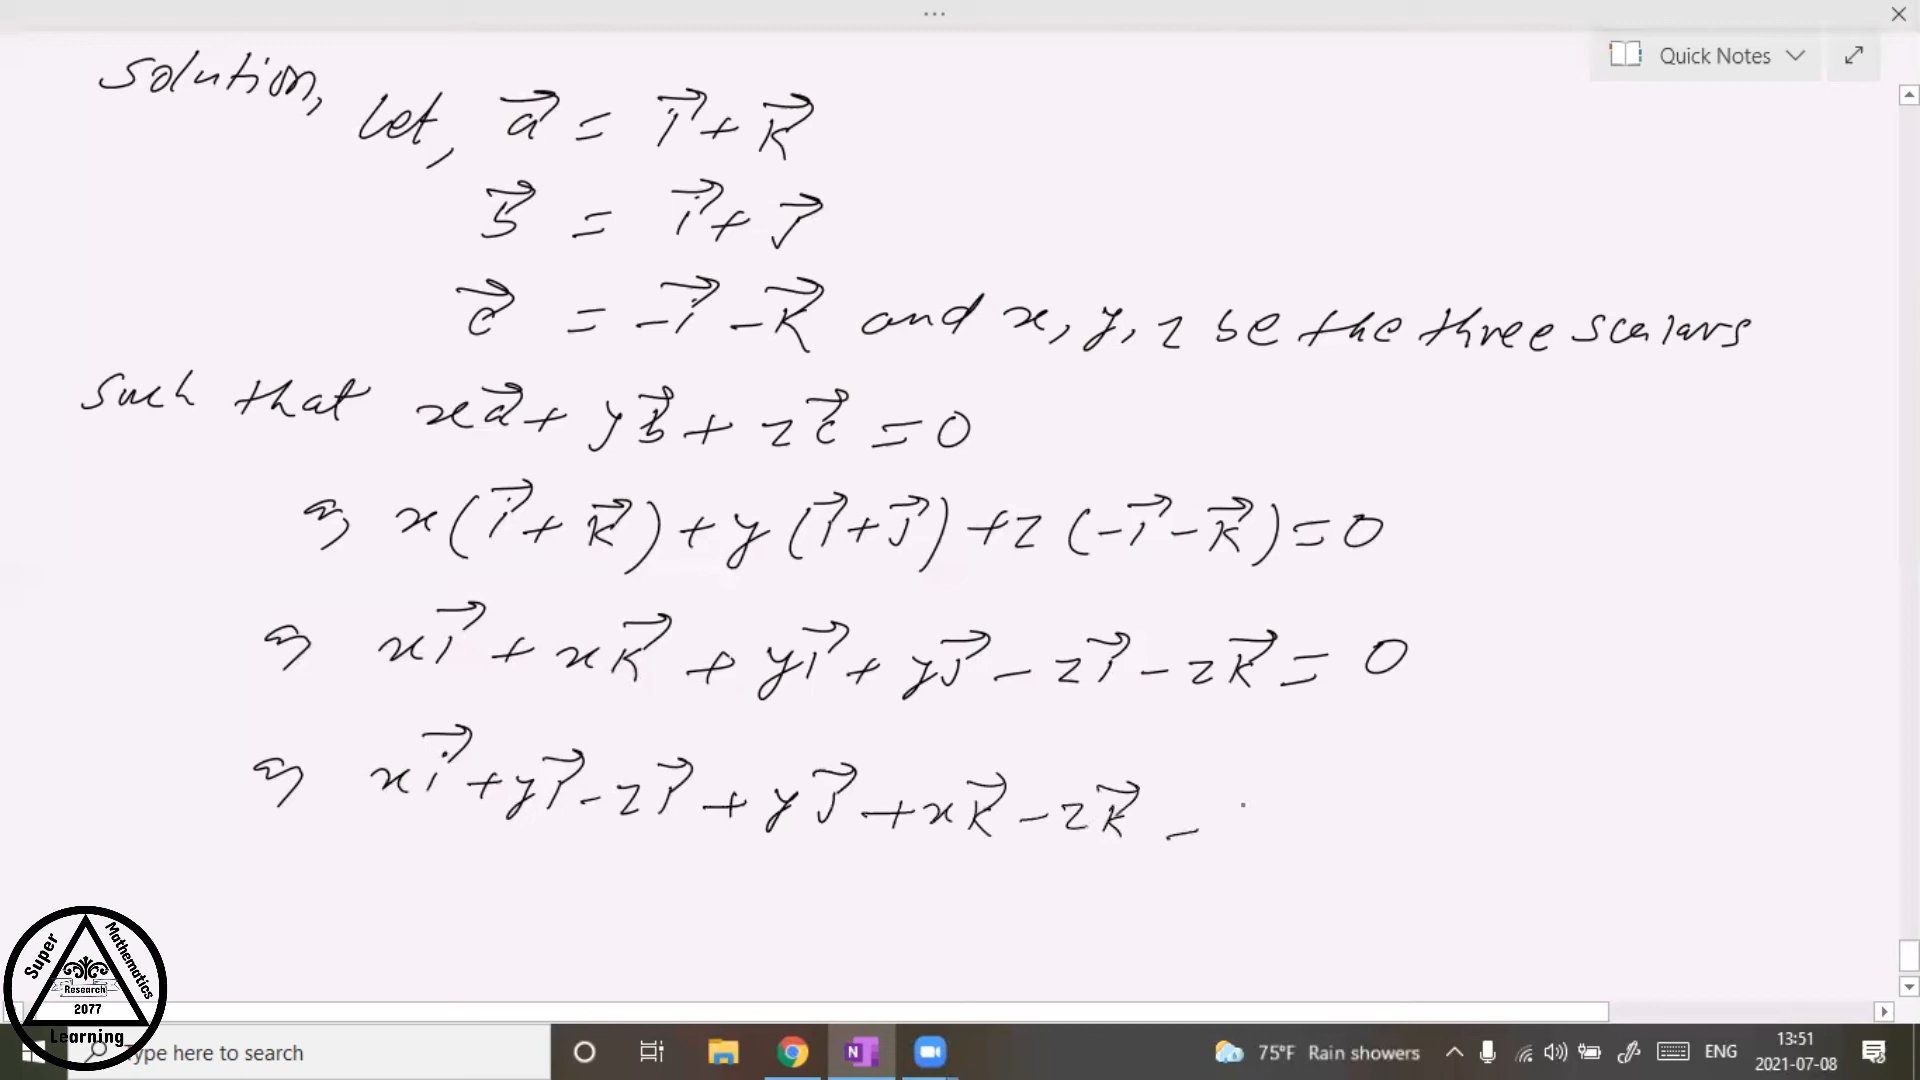 ...
Quick Notes
Solution,
Let, a⃗ = i⃗ + k⃗
b⃗ = i⃗ + j⃗
c⃗ = -i⃗ - k⃗ and x, y, z be the three scalars
such that xa⃗ + yb⃗ + zc⃗ = 0
x(i⃗ + k⃗) + y(i⃗ + j⃗) + z(-i⃗ - k⃗) = 0
xi⃗ + xk⃗ + yi⃗ + yj⃗ - zi⃗ - zk⃗ = 0
xi⃗ + yi⃗ - zi⃗ + yj⃗ + xk⃗ - zk⃗ -
Super Mathematics
Research
2077
Learning
Type here to search
75°F Rain showers
ENG
13:51
2021-07-08